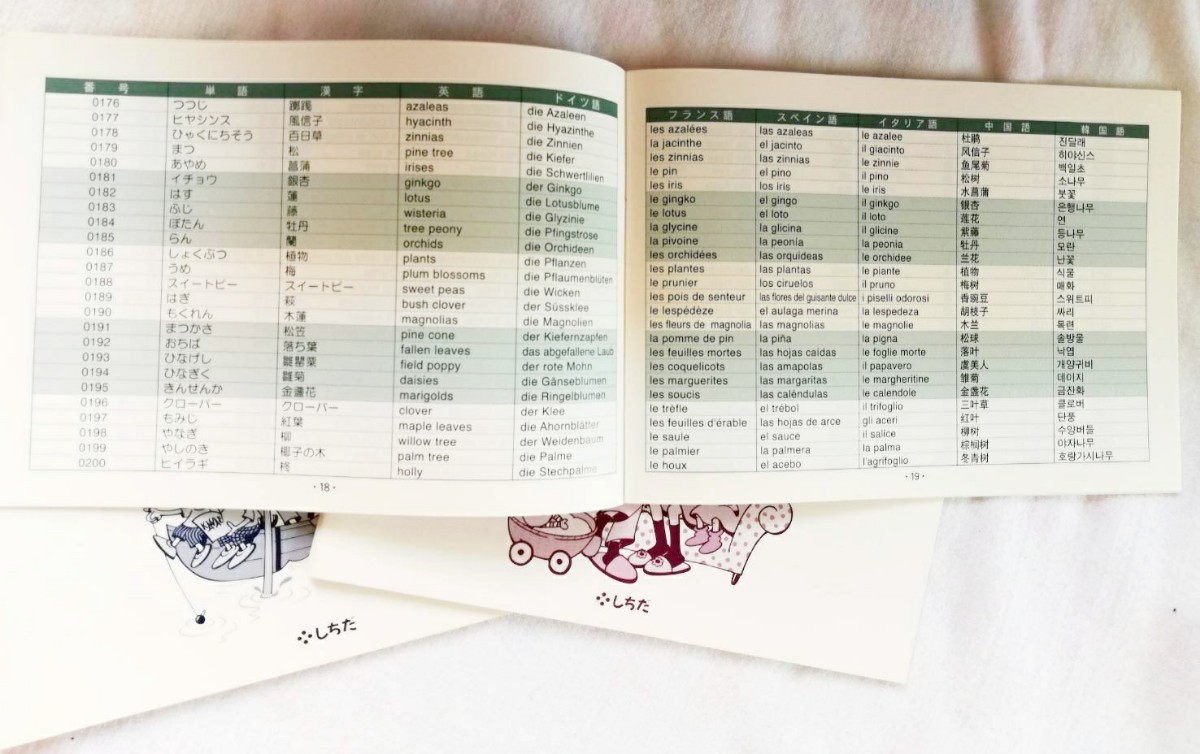 番 号 単 語 漢 字 英 語 ドイツ語
0176 つつじ 躑躅 azaleas die Azaleen
0177 ヒヤシンス 風信子 hyacinth die Hyazinthe
0178 ひゃくにちそう 百日草 zinnias die Zinnien
0179 まつ 松 pine tree die Kiefer
0180 あやめ 菖蒲 irises die Schwertlilien
0181 イチョウ 銀杏 ginkgo der Ginkgo
0182 はす 蓮 lotus die Lotusblume
0183 ふじ 藤 wisteria die Glyzinie
0184 ぼたん 牡丹 tree peony die Pfingstrose
0185 らん 蘭 orchids die Orchideen
0186 しょくぶつ 植物 plants die Pflanzen
0187 うめ 梅 plum blossoms die Pflaumenblüten
0188 スイートピー スイートピー sweet peas die Wicken
0189 はぎ 萩 bush clover der Süssklee
0190 もくれん 木蓮 magnolias die Magnolien
0191 まつかさ 松笠 pine cone der Kiefernzapfen
0192 おちば 落ち葉 fallen leaves das abgefallene Laub
0193 ひなげし 雛罌粟 field poppy der rote Mohn
0194 ひなぎく 雛菊 daisies die Gänseblumen
0195 きんせんか 金盞花 marigolds die Ringelblumen
0196 クローバー クローバー clover der Klee
0197 もみじ 紅葉 maple leaves die Ahornblätter
0198 やなぎ 柳 willow tree der Weidenbaum
0199 やしのき 椰子の木 palm tree die Palme
0200 ヒイラギ 柊 holly die Stechpalme
・18・
フランス語 スペイン語 イタリア語 中 国 語 韓 国 語
les azalées las azaleas le azalee 杜鹃 진달래
la jacinthe el jacinto il giacinto 风信子 히야신스
les zinnias las zinnias le zinnie 鱼尾菊 백일초
le pin el pino il pino 松树 소나무
les iris los iris le iris 水菖蒲 붓꽃
le gingko el gingo il ginkgo 银杏 은행나무
le lotus el loto il loto 莲花 연
la glycine la glicina il glicine 紫藤 등나무
la pivoine la peonía la peonia 牡丹 모란
les orchidées las orquídeas le orchidee 兰花 난꽃
les plantes las plantas le piante 植物 식물
le prunier los ciruelos il pruno 梅树 매화
les pois de senteur las flores del guisante dulce i piselli odorosi 香豌豆 스위트피
le lespédèze el aulaga merina la lespedeza 胡枝子 싸리
les fleurs de magnolia las magnolias le magnolie 木兰 목련
la pomme de pin la piña la pigna 松球 솔방울
les feuilles mortes las hojas caídas le foglie morte 落叶 낙엽
les coquelicots las amapolas il papavero 虞美人 개양귀비
les marguerites las margaritas le margheritine 雏菊 데이지
les soucis las caléndulas le calendole 金盏花 금잔화
le trèfle el trébol il trifoglio 三叶草 클로버
les feuilles d'érable las hojas de arce gli aceri 红叶 단풍
le saule el sauce il salice 柳树 수양버들
le palmier la palmera la palma 棕榈树 야자나무
le houx el acebo l'agrifoglio 冬青树 호랑가시나무
・19・
しちだ
しちだ